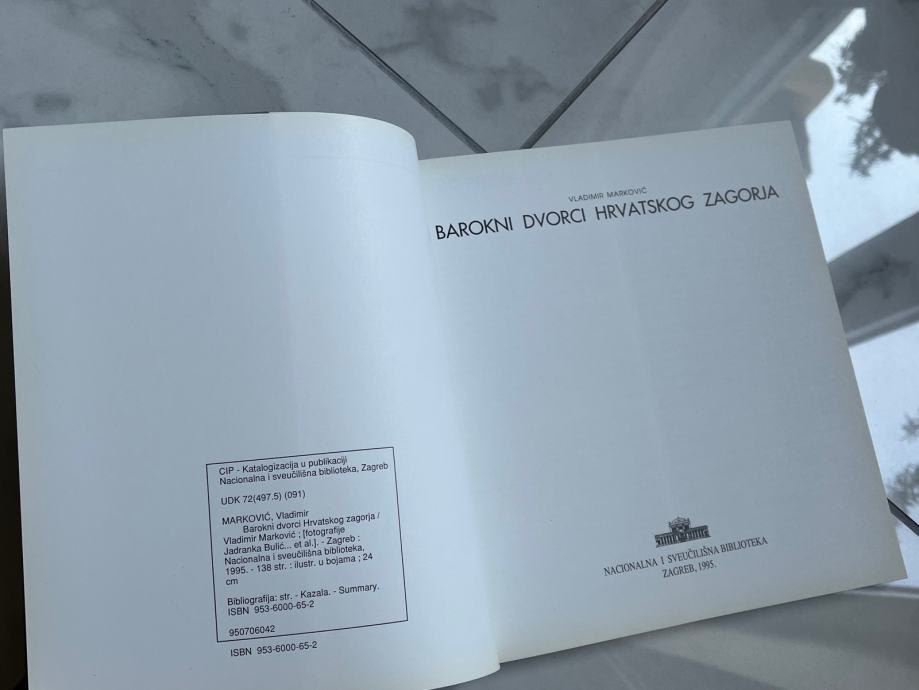 CIP - Katalogizacija u publikaciji
Nacionalna i sveučilišna biblioteka, Zagreb
UDK 72(497.5) (091)
MARKOVIĆ, Vladimir
Barokni dvorci Hrvatskog zagorja /
Vladimir Marković ; [fotografije
Jadranka Bulić... et al.]. - Zagreb :
Nacionalna i sveučilišna biblioteka,
1995. - 138 str. : ilustr. u bojama ; 24
cm
Bibliografija: str. - Kazala. - Summary.
ISBN 953-6000-65-2
950706042
ISBN 953-6000-65-2
VLADIMIR MARKOVIĆ
BAROKNI DVORCI HRVATSKOG ZAGORJA
NACIONALNA I SVEUČILIŠNA BIBLIOTEKA
ZAGREB, 1995.